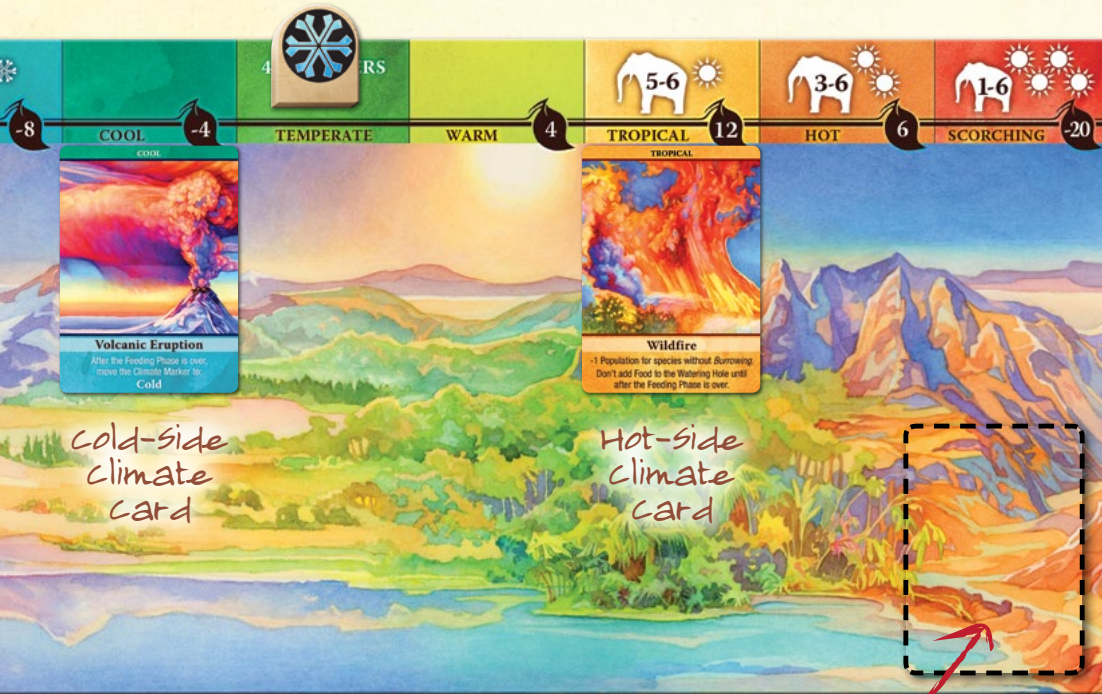 5-6
3-6
1-6
-8
COOL
-4
TEMPERATE
WARM
4
TROPICAL
12
HOT
6
SCORCHING
-20
COOL
Volcanic Eruption
After the Feeding Phase is over,
move the Climate Marker to:
Cold
TROPICAL
Wildfire
-1 Population for species without Burrowing.
Don't add Food to the Watering Hole until
after the Feeding Phase is over.
Cold-Side
Climate
Card
Hot-Side
Climate
Card